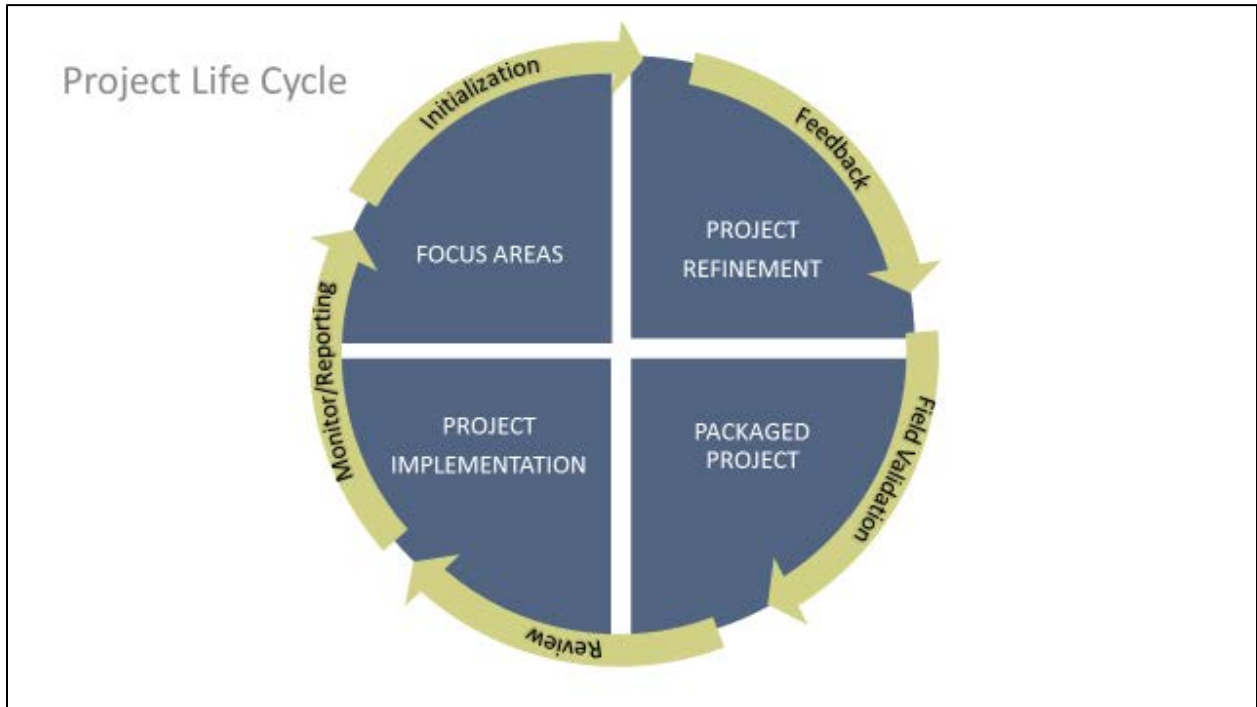 Project Life Cycle
Initialization
Feedback
FOCUS AREAS
PROJECT
REFINEMENT
Monitor/Reporting
Field Validation
PROJECT
IMPLEMENTATION
PACKAGED
PROJECT
Review